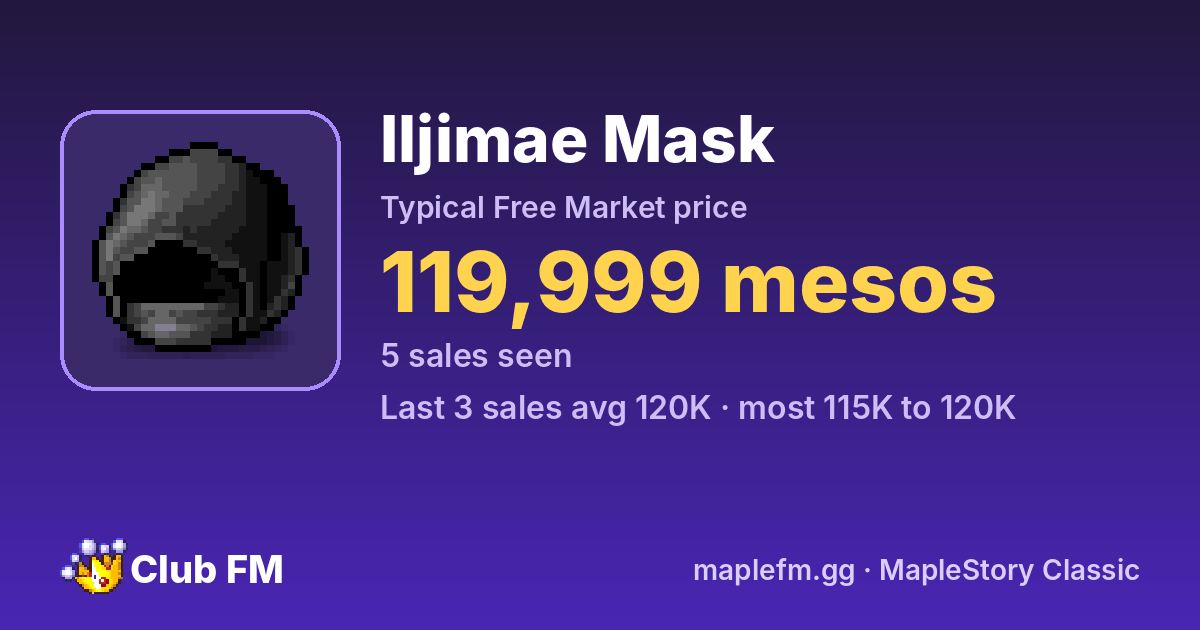 Iljimae Mask
Typical Free Market price
119,999 mesos
5 sales seen
Last 3 sales avg 120K · most 115K to 120K
Club FM
maplefm.gg · MapleStory Classic